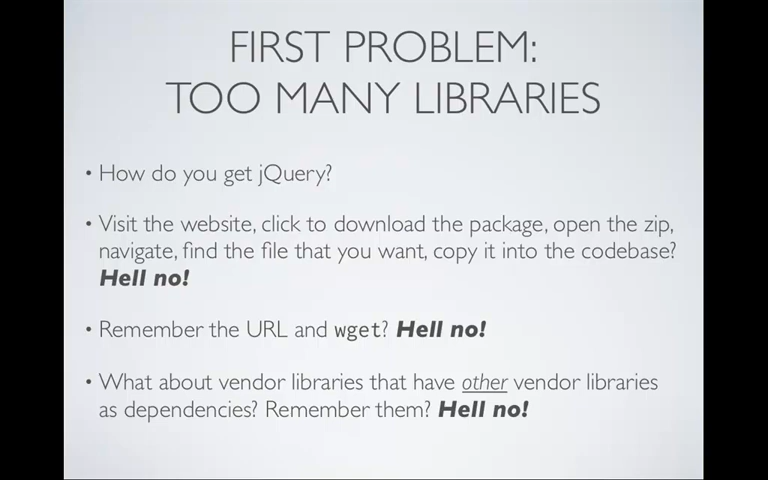 FIRST PROBLEM:
TOO MANY LIBRARIES
• How do you get jQuery?
• Visit the website, click to download the package, open the zip,
navigate, find the file that you want, copy it into the codebase?
Hell no!
• Remember the URL and wget? Hell no!
• What about vendor libraries that have other vendor libraries
as dependencies? Remember them? Hell no!